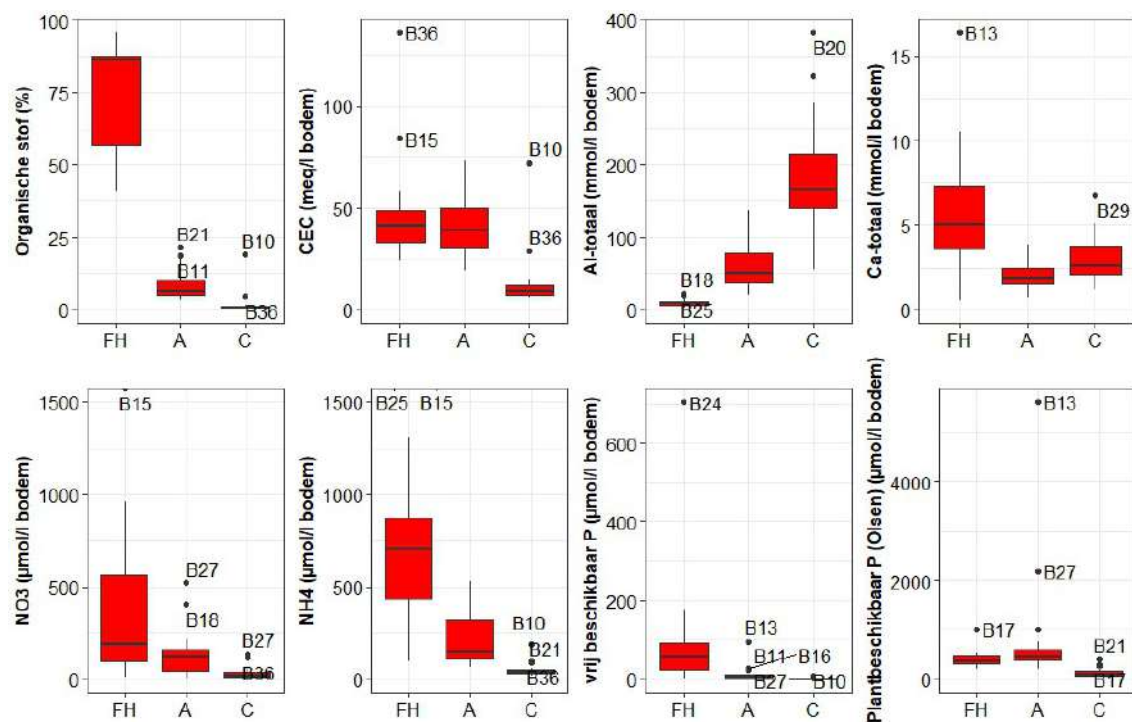 Organische stof (%)
100
75
50
25
0
B21
B11
B10
B36
FH A C
CEC (meq/l bodem)
100
50
0
B36
B15
B10
B36
FH A C
Al-totaal (mmol/l bodem)
400
300
200
100
0
B20
B18
B25
FH A C
Ca-totaal (mmol/l bodem)
15
10
5
0
B13
B29
FH A C
NO3 (µmol/l bodem)
1500
1000
500
0
B15
B27
B18
B27
B36
FH A C
NH4 (µmol/l bodem)
1500
1000
500
0
B25 B15
B10
B21
B36
FH A C
vrij beschikbaar P (µmol/l bodem)
600
400
200
0
B24
B13
B11 B16
B27 B10
FH A C
Plantbeschikbaar P (Olsen) (µmol/l bodem)
4000
2000
0
B13
B27
B17
B21
B17
FH A C